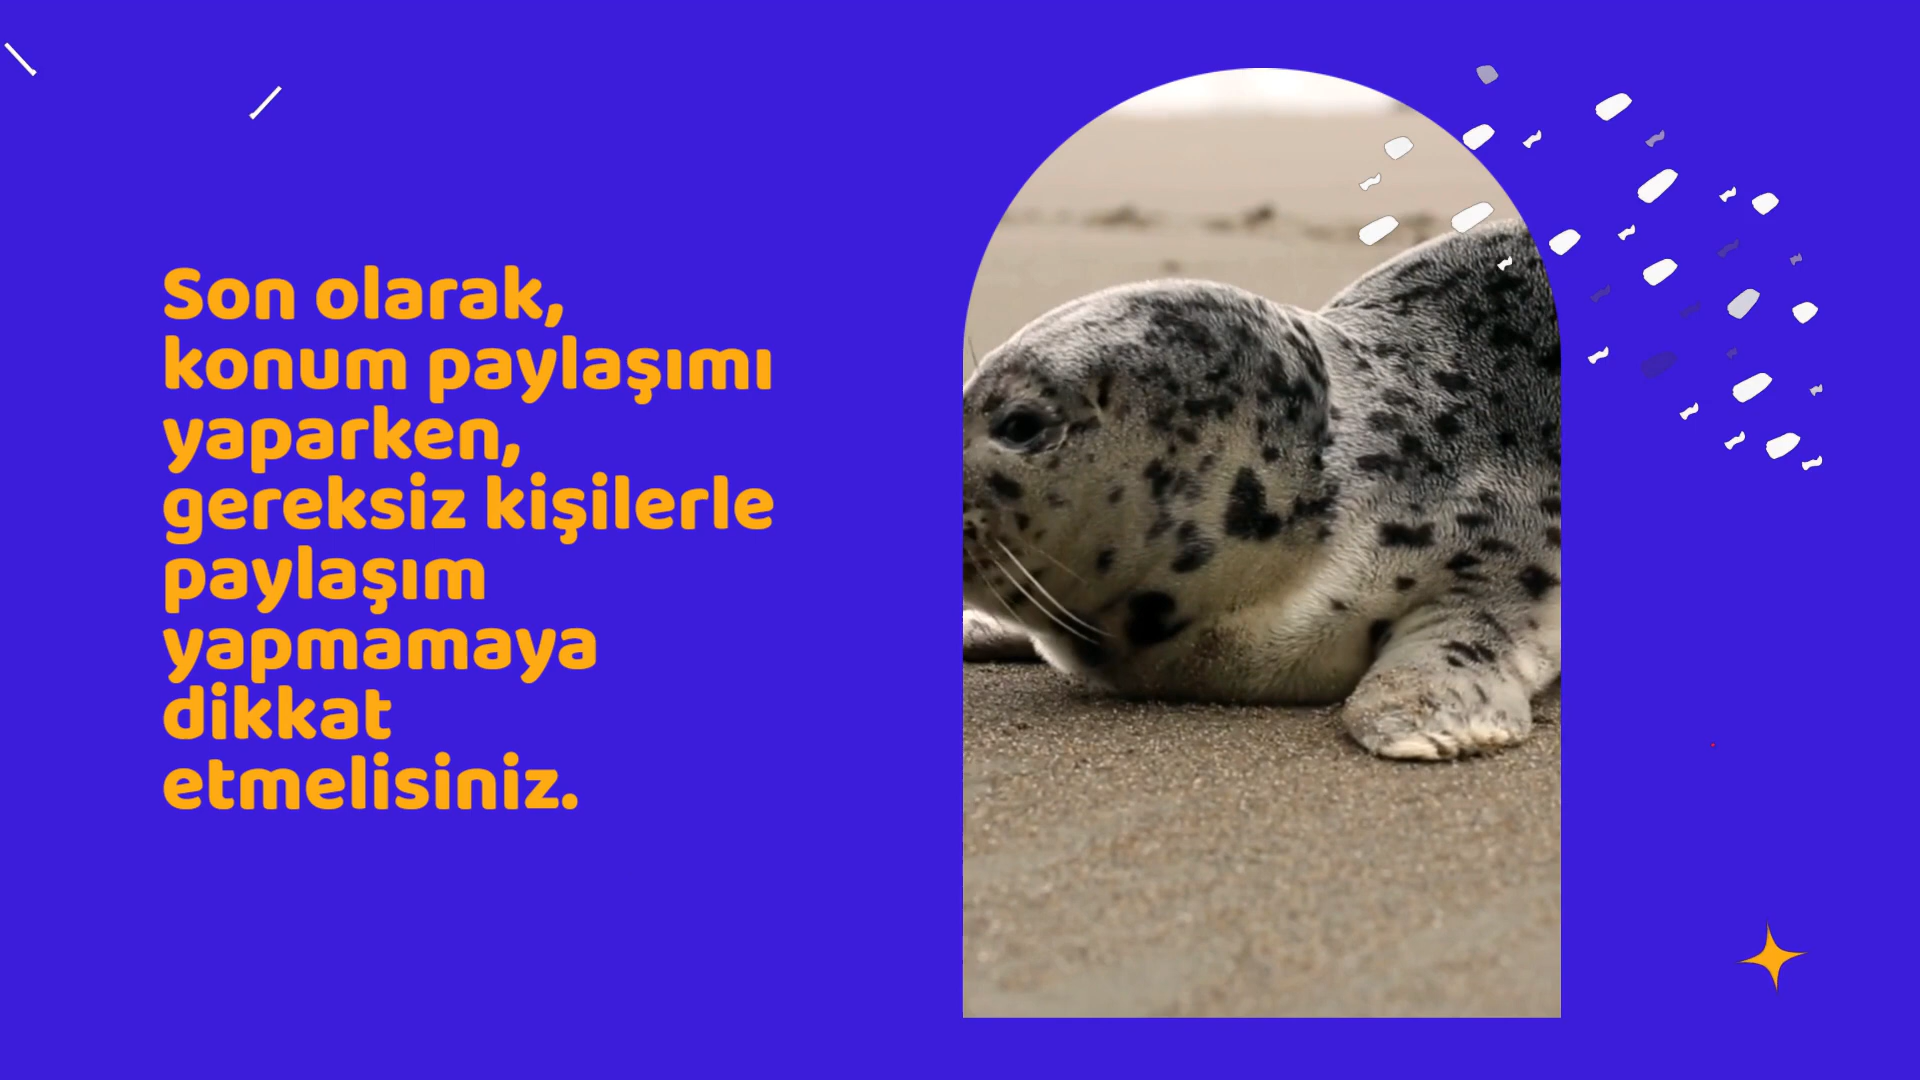 Son olarak,
konum paylaşımı
yaparken,
gereksiz kişilerle
paylaşım
yapmamaya
dikkat
etmelisiniz.